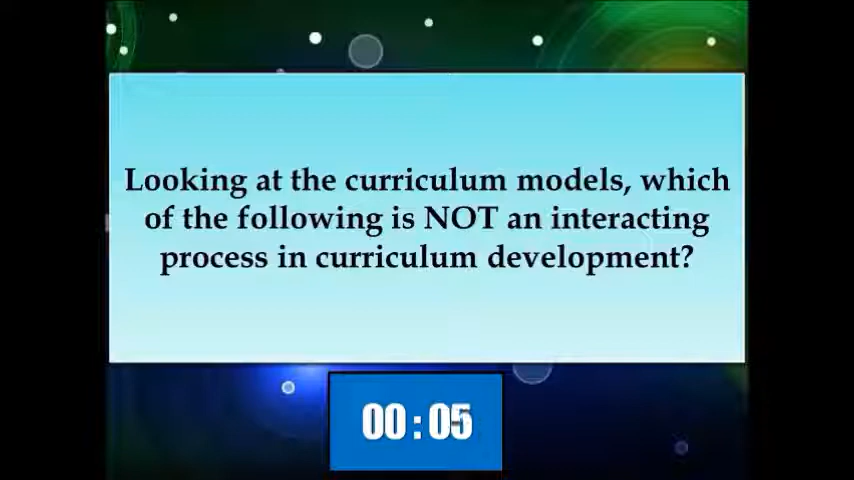 Looking at the curriculum models, which
of the following is NOT an interacting
process in curriculum development?
00:05